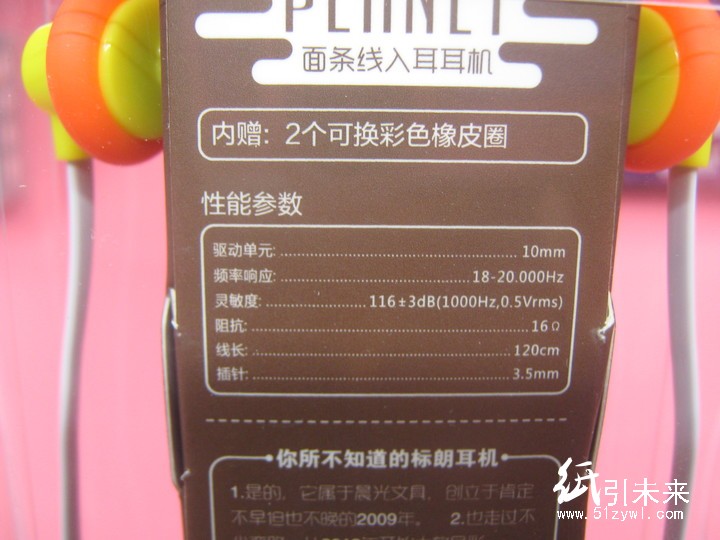 PLANET
面条线入耳耳机
内赠：2个可换彩色橡皮圈
性能参数
驱动单元:........................10mm
频率响应:........................18-20.000Hz
灵敏度:........................116±3dB(1000Hz,0.5Vrms)
阻抗:........................16Ω
线长:........................120cm
插针:........................3.5mm
你所不知道的标朗耳机
1.是的，它属于晨光文具，创立于肯定
不早但也不晚的2009年。 2.也走过不
纸引未来
www.51zywl.com